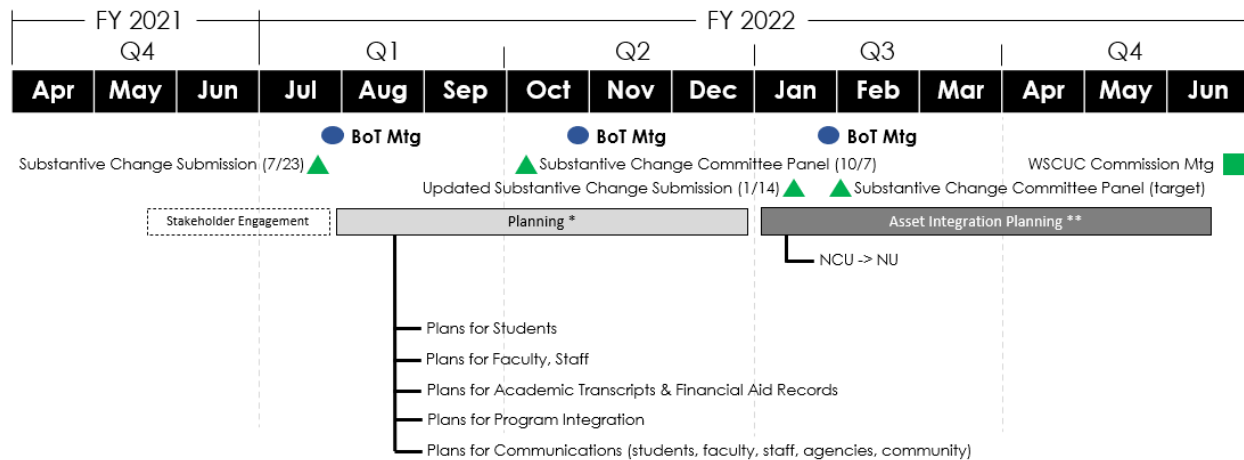 FY 2021 FY 2022
Q4 Q1 Q2 Q3 Q4
Apr May Jun Jul Aug Sep Oct Nov Dec Jan Feb Mar Apr May Jun
BoT Mtg BoT Mtg BoT Mtg
Substantive Change Submission (7/23) Substantive Change Committee Panel (10/7) WSCUC Commission Mtg
Updated Substantive Change Submission (1/14) Substantive Change Committee Panel (target)
Stakeholder Engagement Planning * Asset Integration Planning **
NCU -> NU
Plans for Students
Plans for Faculty, Staff
Plans for Academic Transcripts & Financial Aid Records
Plans for Program Integration
Plans for Communications (students, faculty, staff, agencies, community)